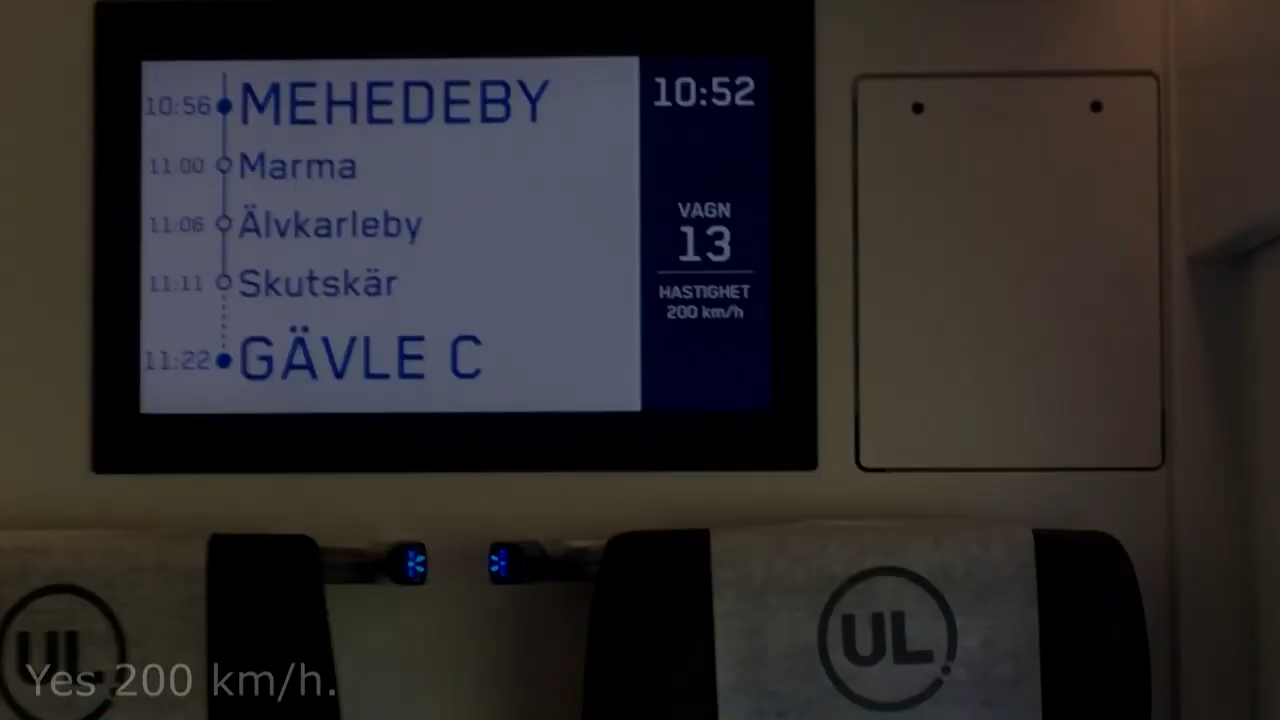 10:56 MEHEDEBY
11:00 Marma
11:06 Älvkarleby
11:11 Skutskär
11:22 GÄVLE C
10:52
VAGN
13
HASTIGHET
200 km/h
UL
UL
Yes 200 km/h.